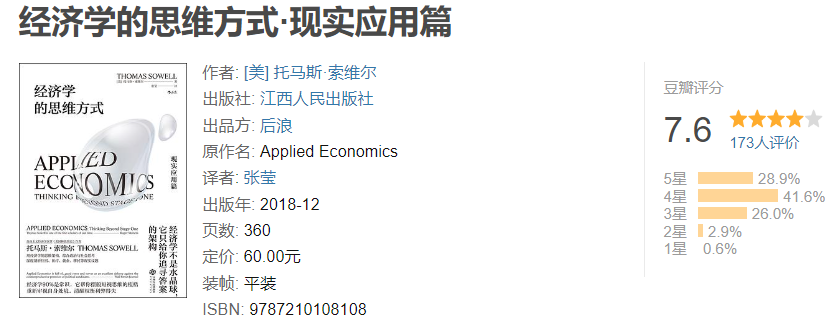 经济学的思维方式·现实应用篇
THOMAS SOWELL
经济学
的思维方式
APPLIED
ECONOMICS
THINKING BEYOND STAGE ONE
现实应用篇
APPLIED ECONOMICS Thinking Beyond Stage One
托马斯·索维尔 THOMAS SOWELL
经济学不是水晶球,
它只给你追寻答案
的架构
作者: [美] 托马斯·索维尔
出版社: 江西人民出版社
出品方: 后浪
原作名: Applied Economics
译者: 张莹
出版年: 2018-12
页数: 360
定价: 60.00元
装帧: 平装
ISBN: 9787210108108
豆瓣评分
7.6
173人评价
5星 28.9%
4星 41.6%
3星 26.0%
2星 2.9%
1星 0.6%